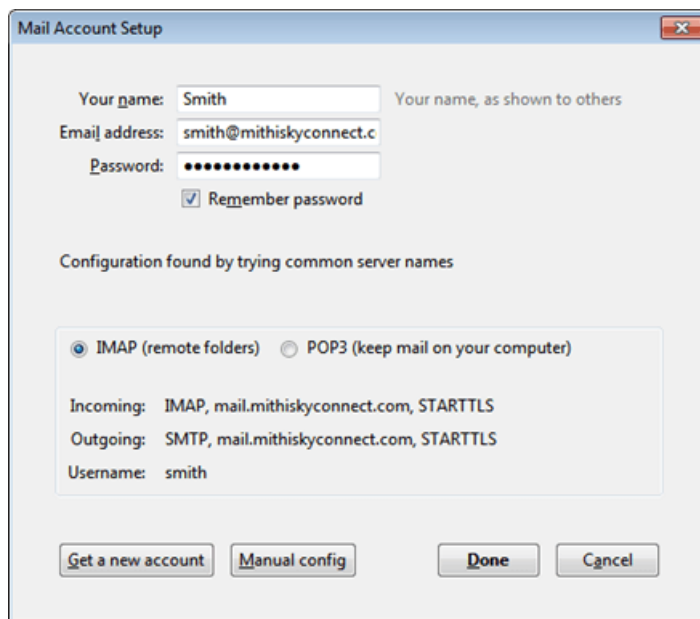 Mail Account Setup
Your name: Smith Your name, as shown to others
Email address: smith@mithiskyconnect.c
Password: ••••••••••••
Remember password
Configuration found by trying common server names
IMAP (remote folders) POP3 (keep mail on your computer)
Incoming: IMAP, mail.mithiskyconnect.com, STARTTLS
Outgoing: SMTP, mail.mithiskyconnect.com, STARTTLS
Username: smith
Get a new account Manual config Done Cancel